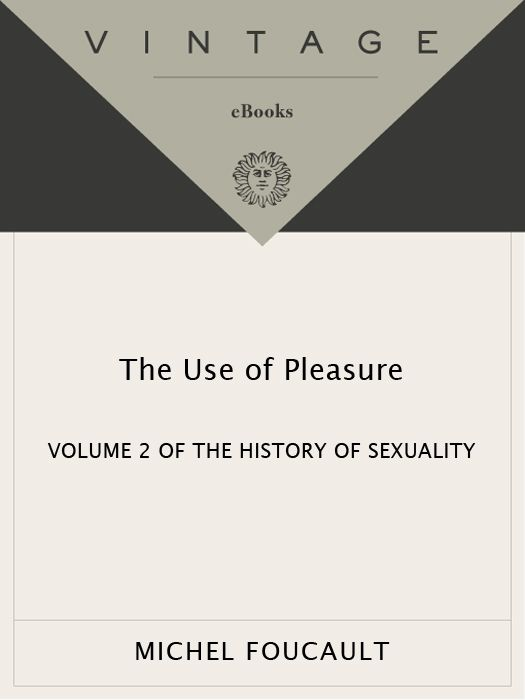 VINTAGE
eBooks
The Use of Pleasure
VOLUME 2 OF THE HISTORY OF SEXUALITY
MICHEL FOUCAULT